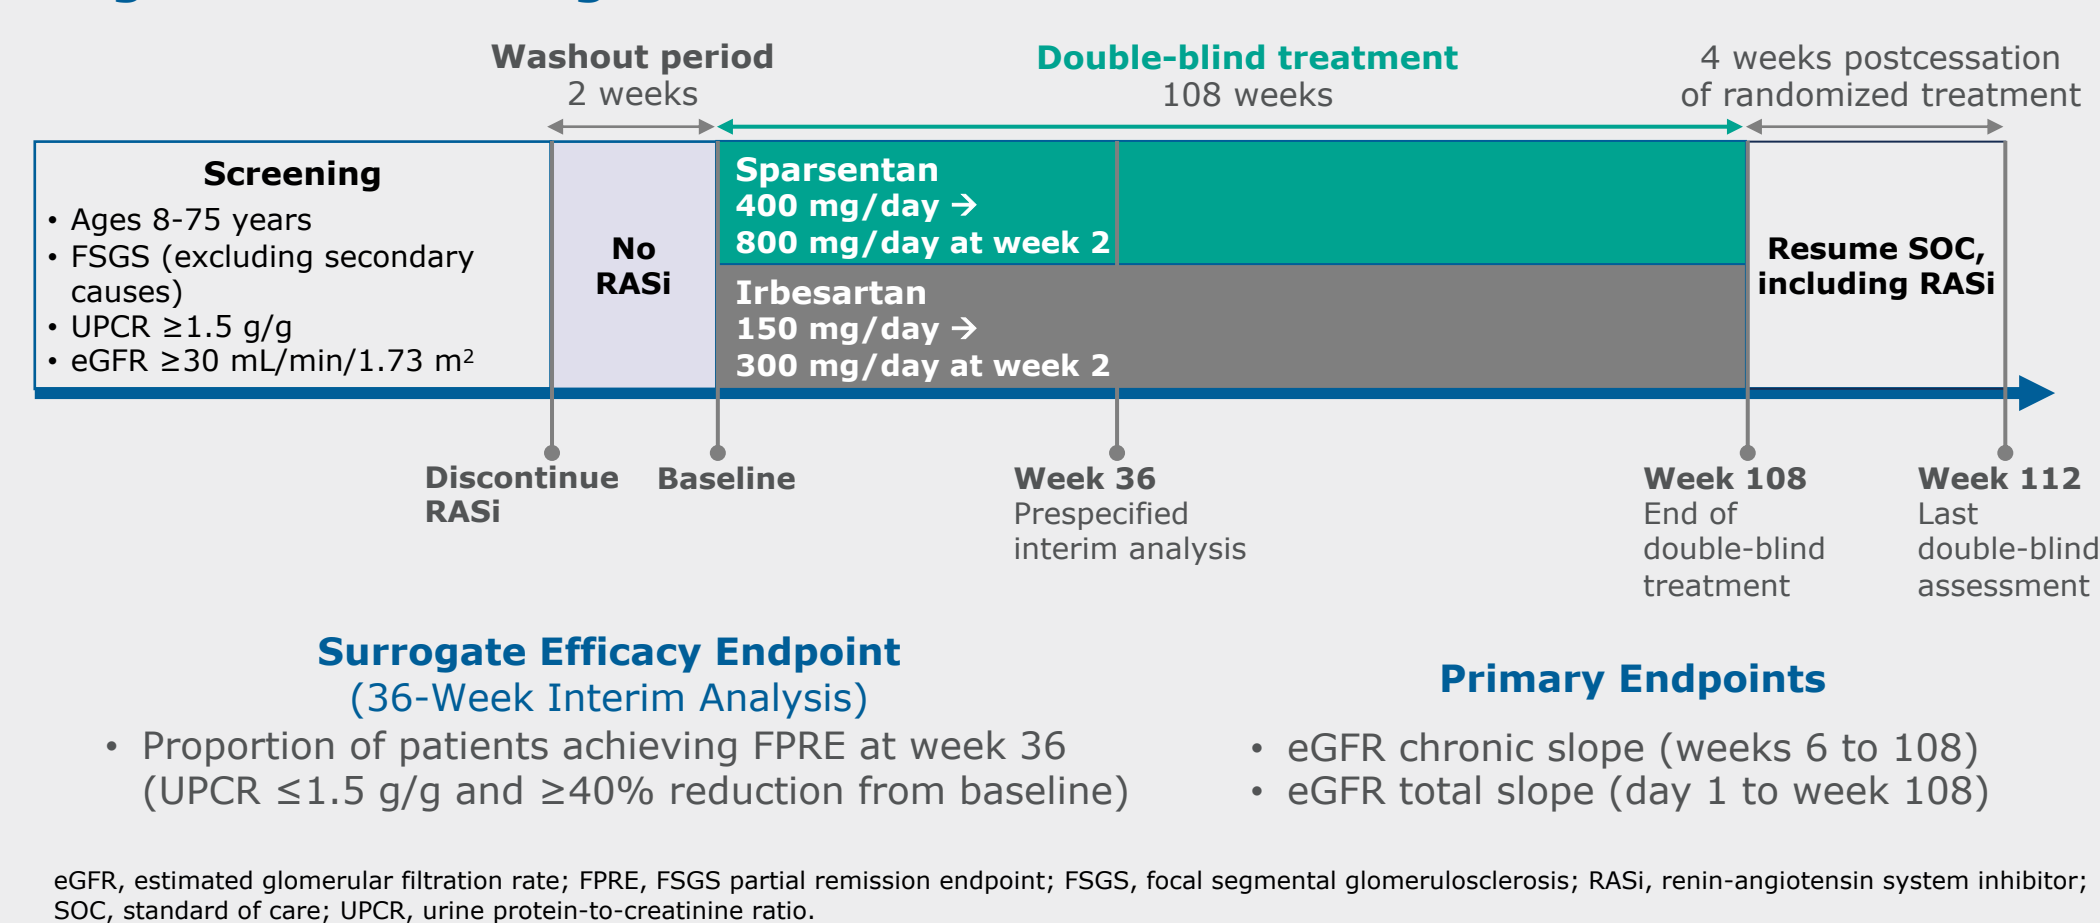 Washout period
2 weeks
Double-blind treatment
108 weeks
4 weeks postcessation
of randomized treatment
Screening
• Ages 8-75 years
• FSGS (excluding secondary
causes)
• UPCR ≥1.5 g/g
• eGFR ≥30 mL/min/1.73 m²
No
RASi
Sparsentan
400 mg/day →
800 mg/day at week 2
Irbesartan
150 mg/day →
300 mg/day at week 2
Resume SOC,
including RASi
Discontinue
RASi
Baseline
Week 36
Prespecified
interim analysis
Week 108
End of
double-blind
treatment
Week 112
Last
double-blind
assessment
Surrogate Efficacy Endpoint
(36-Week Interim Analysis)
• Proportion of patients achieving FPRE at week 36
(UPCR ≤1.5 g/g and ≥40% reduction from baseline)
Primary Endpoints
• eGFR chronic slope (weeks 6 to 108)
• eGFR total slope (day 1 to week 108)
eGFR, estimated glomerular filtration rate; FPRE, FSGS partial remission endpoint; FSGS, focal segmental glomerulosclerosis; RASi, renin-angiotensin system inhibitor;
SOC, standard of care; UPCR, urine protein-to-creatinine ratio.